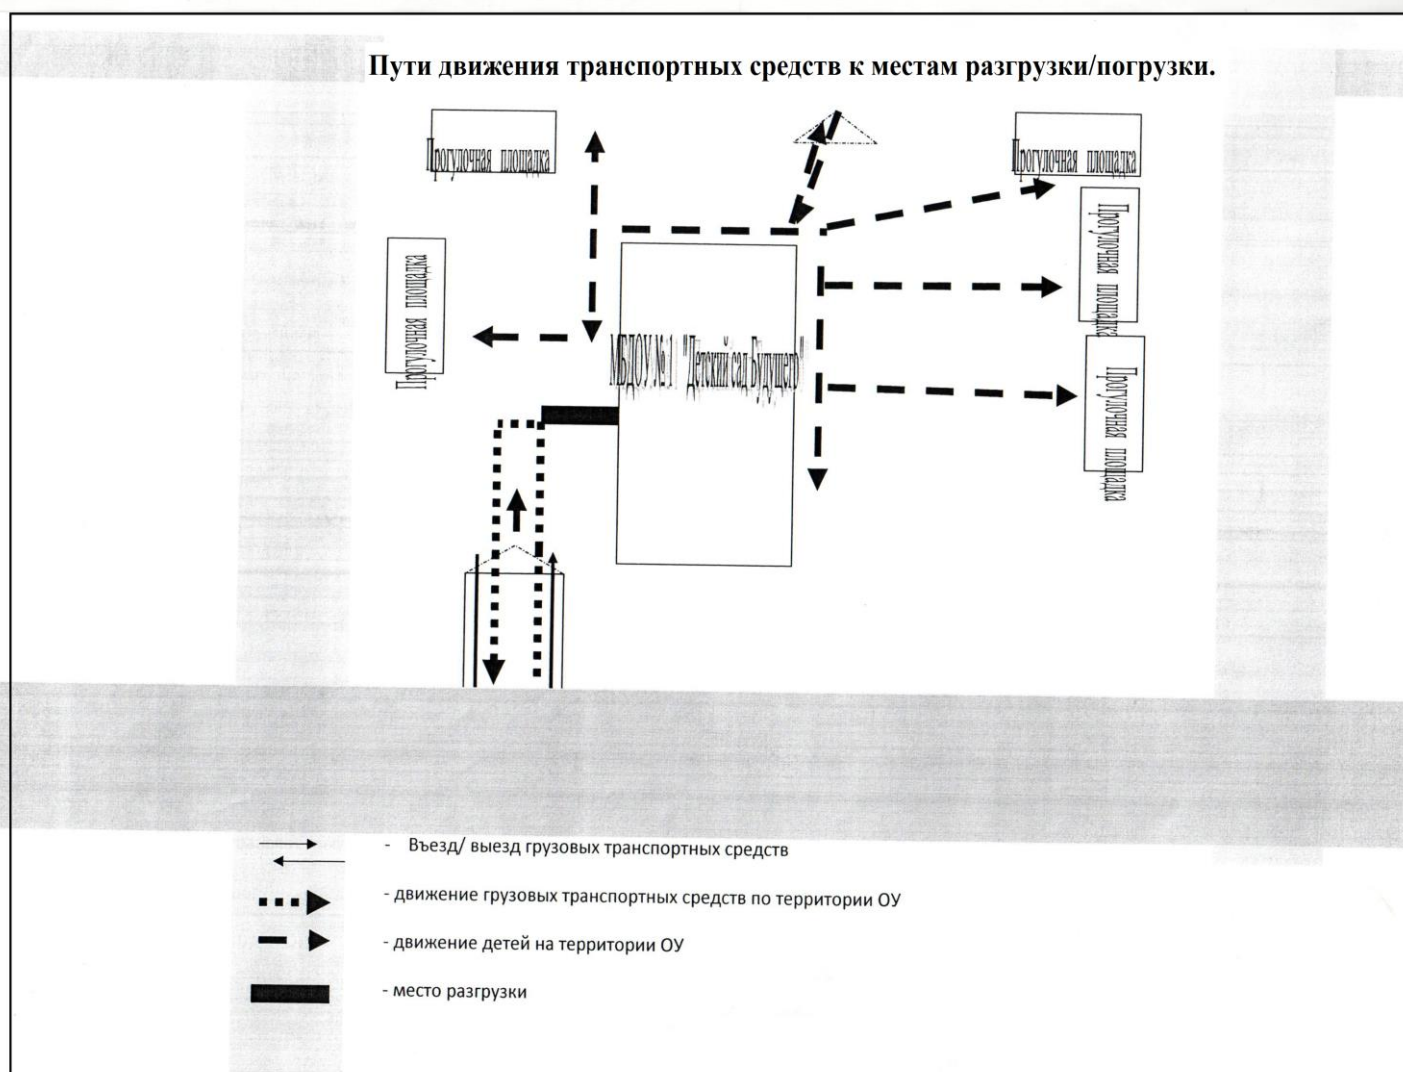 Пути движения транспортных средств к местам разгрузки/погрузки.
Прогулочная площадка
Прогулочная площадка
Прогулочная площадка
Прогулочная площадка
МБДОУ № 1 "Детский сад Будущего"
Прогулочная площадка
- Въезд/ выезд грузовых транспортных средств
- движение грузовых транспортных средств по территории ОУ
- движение детей на территории ОУ
- место разгрузки